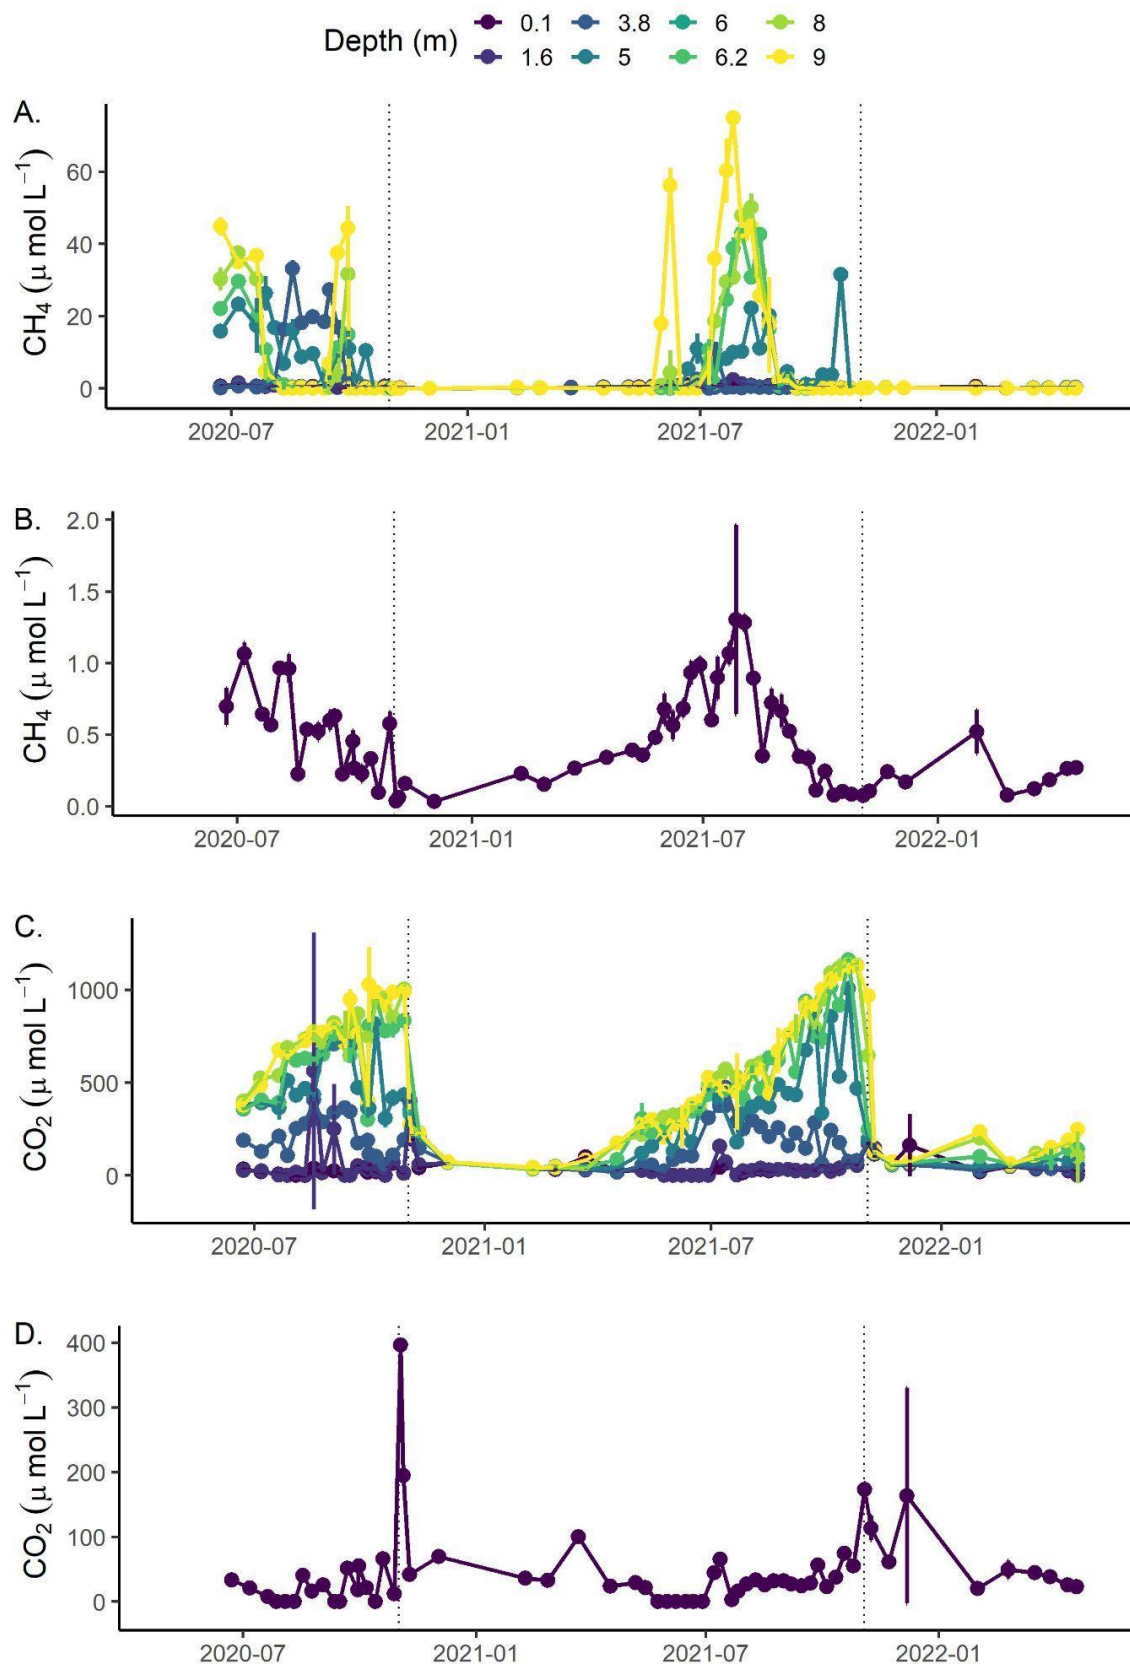 Depth (m) 0.1 3.8 6 8
1.6 5 6.2 9
A.
CH₄ (μ mol L⁻¹)
60
40
20
0
2020-07 2021-01 2021-07 2022-01
B.
CH₄ (μ mol L⁻¹)
2.0
1.5
1.0
0.5
0.0
2020-07 2021-01 2021-07 2022-01
C.
CO₂ (μ mol L⁻¹)
1000
500
0
2020-07 2021-01 2021-07 2022-01
D.
CO₂ (μ mol L⁻¹)
400
300
200
100
0
2020-07 2021-01 2021-07 2022-01